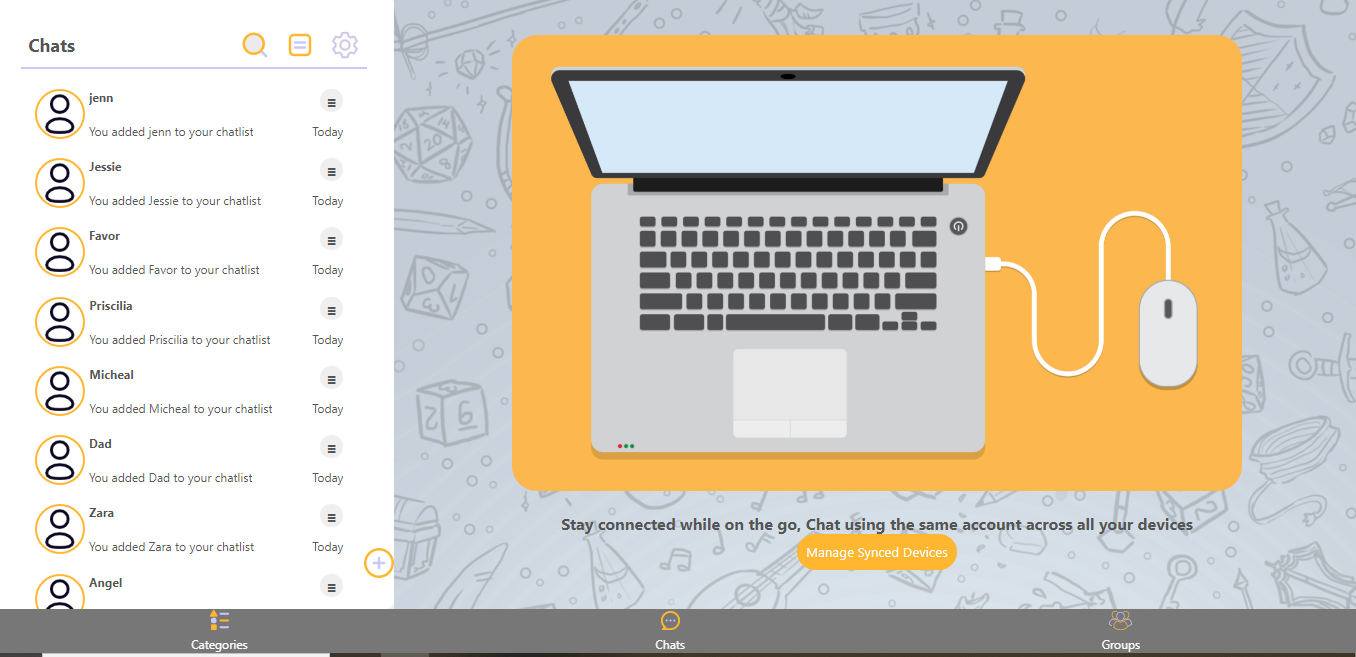 Chats
jenn
You added jenn to your chatlist
Today
Jessie
You added Jessie to your chatlist
Today
Favor
You added Favor to your chatlist
Today
Priscilia
You added Priscilia to your chatlist
Today
Micheal
You added Micheal to your chatlist
Today
Dad
You added Dad to your chatlist
Today
Zara
You added Zara to your chatlist
Today
Angel
Stay connected while on the go, Chat using the same account across all your devices
Manage Synced Devices
Categories
Chats
Groups